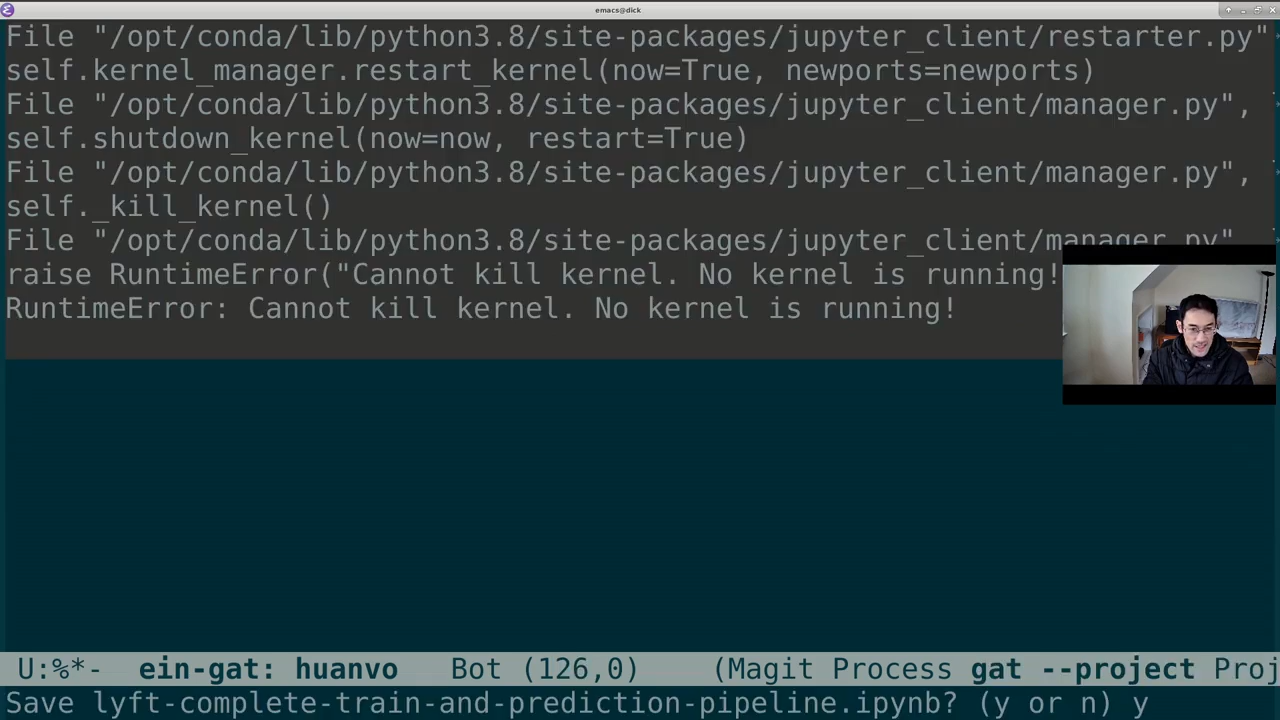 emacs@dick
File "/opt/conda/lib/python3.8/site-packages/jupyter_client/restarter.py"
self.kernel_manager.restart_kernel(now=True, newports=newports)
File "/opt/conda/lib/python3.8/site-packages/jupyter_client/manager.py",
self.shutdown_kernel(now=now, restart=True)
File "/opt/conda/lib/python3.8/site-packages/jupyter_client/manager.py",
self._kill_kernel()
File "/opt/conda/lib/python3.8/site-packages/jupyter_client/manager.py"
raise RuntimeError("Cannot kill kernel. No kernel is running!
RuntimeError: Cannot kill kernel. No kernel is running!
U:%*-  ein-gat: huanvo   Bot (126,0)    (Magit Process gat --project Proj
Save lyft-complete-train-and-prediction-pipeline.ipynb? (y or n) y